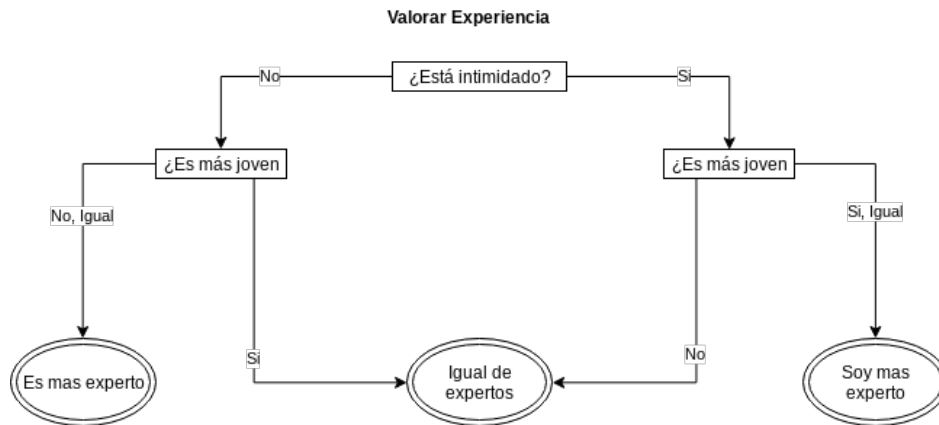 Valorar Experiencia
¿Está intimidado?
No
Si
¿Es más joven
¿Es más joven
No, Igual
Si, Igual
Si
No
Es mas experto
Igual de
expertos
Soy mas
experto